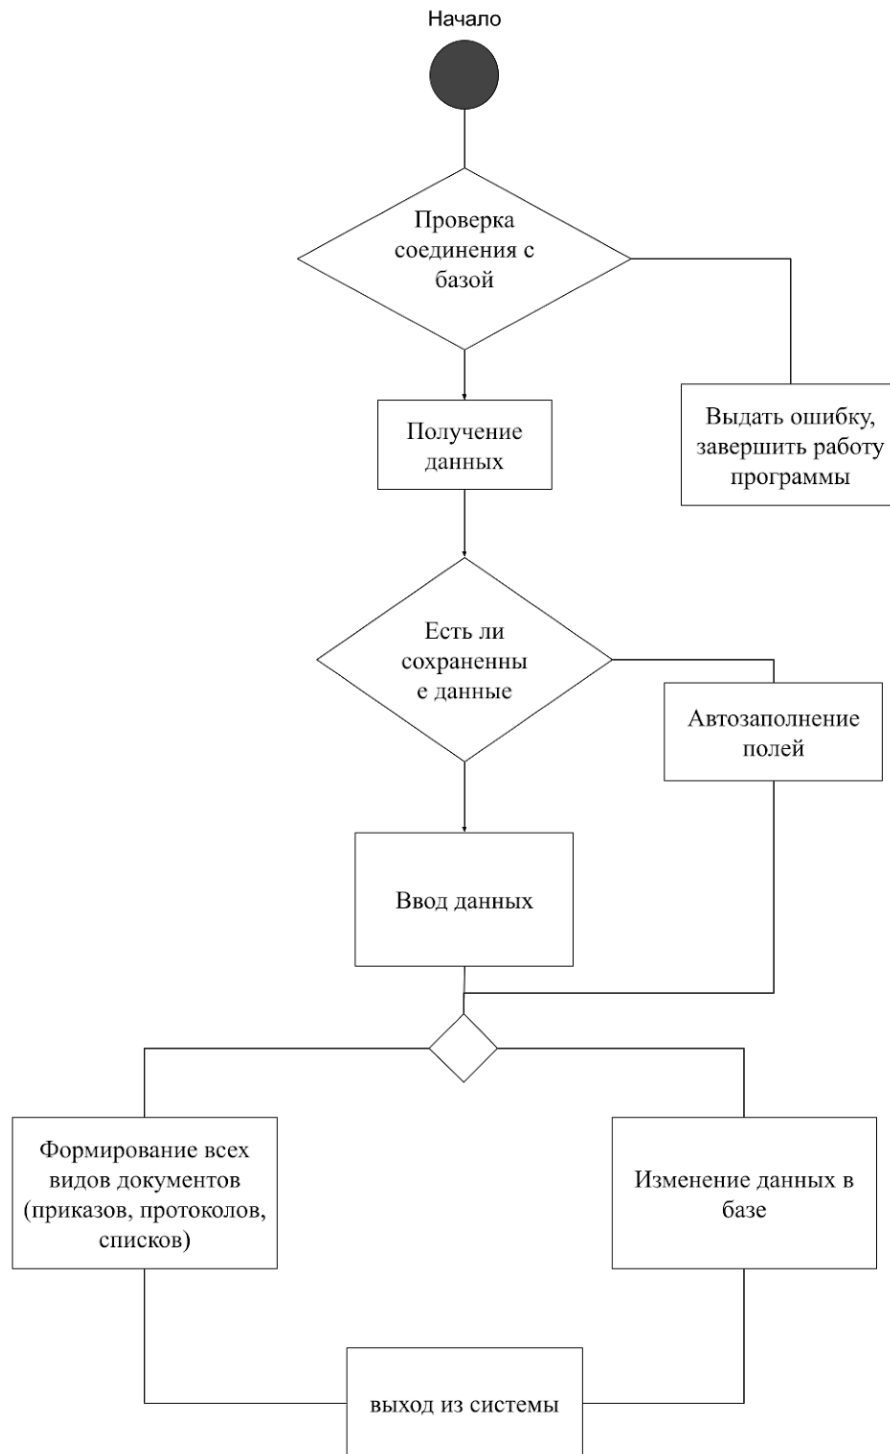 Начало
Проверка
соединения с
базой
Получение
данных
Выдать ошибку,
завершить работу
программы
Есть ли
сохраненны
е данные
Автозаполнение
полей
Ввод данных
Формирование всех
видов документов
(приказов, протоколов,
списков)
Изменение данных в
базе
выход из системы